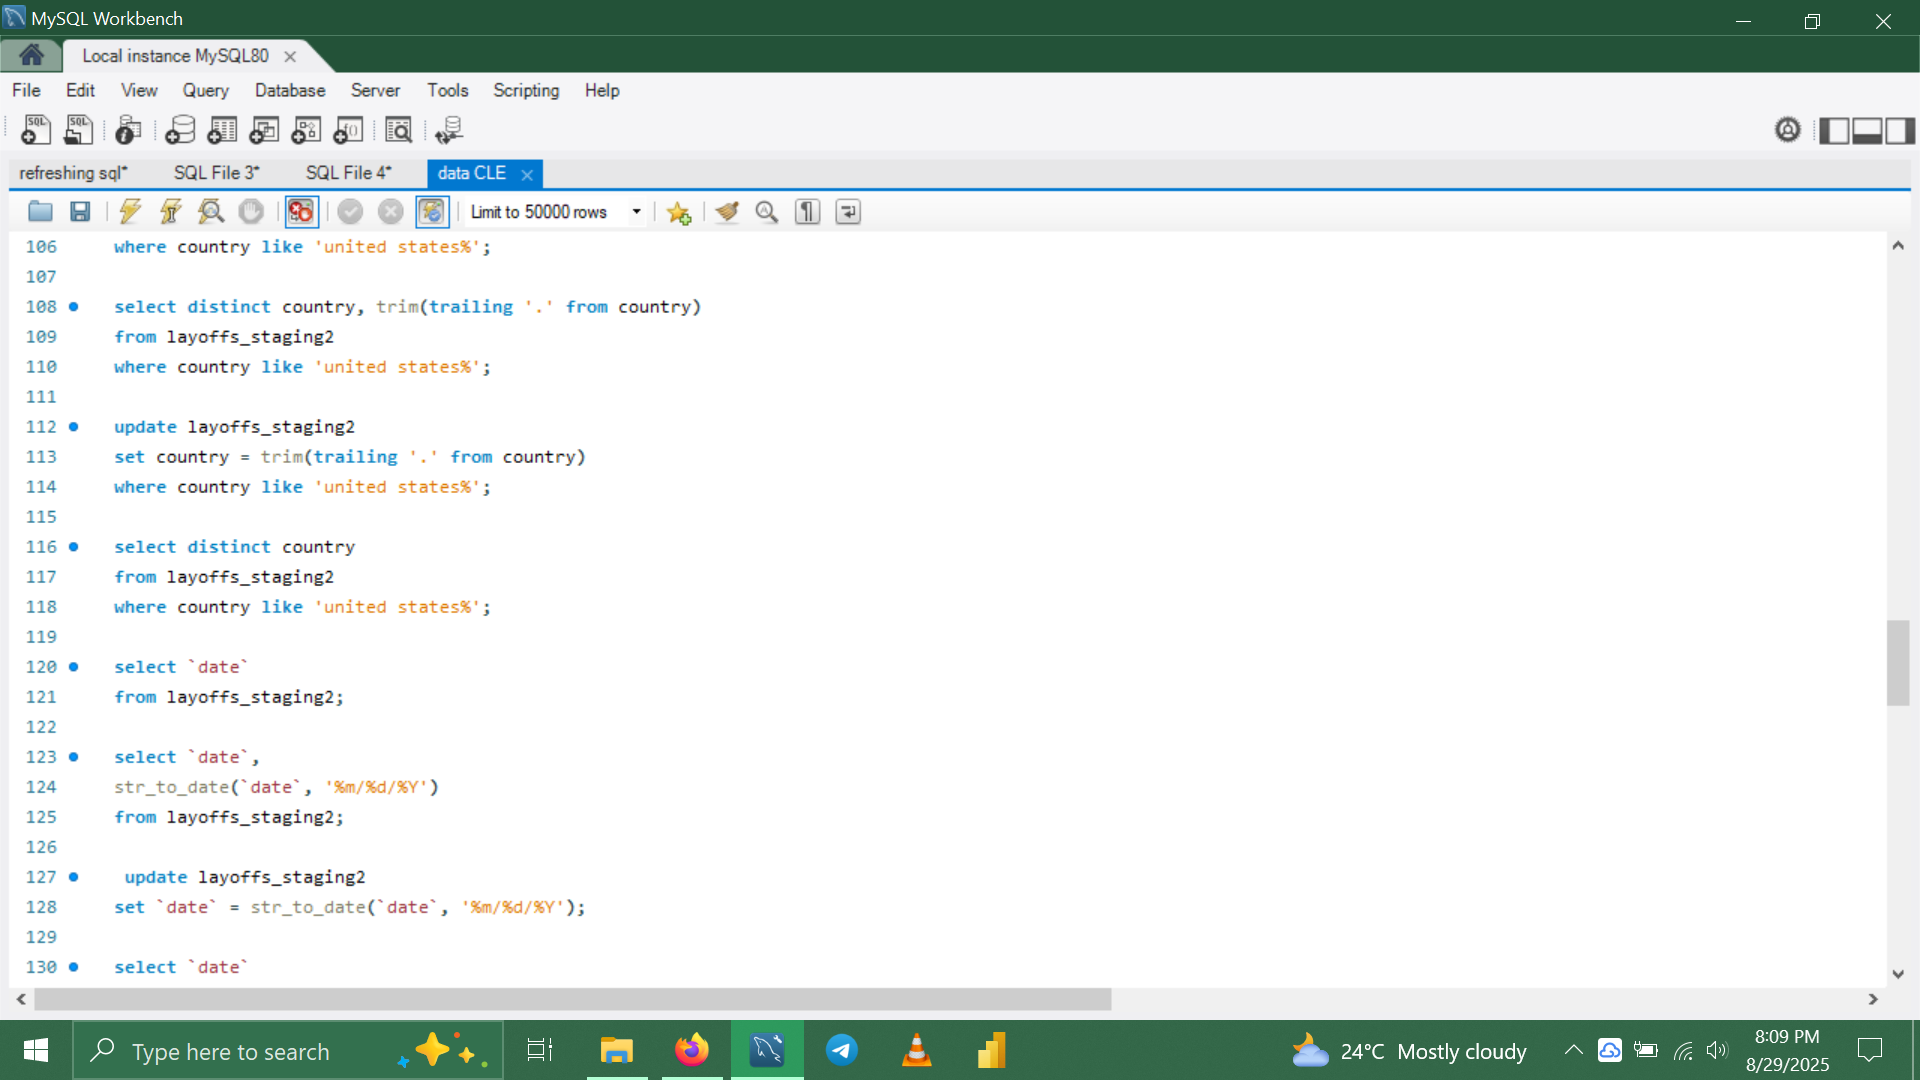 MySQL Workbench
Local instance MySQL80
File Edit View Query Database Server Tools Scripting Help
refreshing sql* SQL File 3* SQL File 4* data CLE
Limit to 50000 rows
106 where country like 'united states%';
107
108 select distinct country, trim(trailing '.' from country)
109 from layoffs_staging2
110 where country like 'united states%';
111
112 update layoffs_staging2
113 set country = trim(trailing '.' from country)
114 where country like 'united states%';
115
116 select distinct country
117 from layoffs_staging2
118 where country like 'united states%';
119
120 select `date`
121 from layoffs_staging2;
122
123 select `date`,
124 str_to_date(`date`, '%m/%d/%Y')
125 from layoffs_staging2;
126
127 update layoffs_staging2
128 set `date` = str_to_date(`date`, '%m/%d/%Y');
129
130 select `date`
Type here to search
24°C Mostly cloudy
8:09 PM
8/29/2025